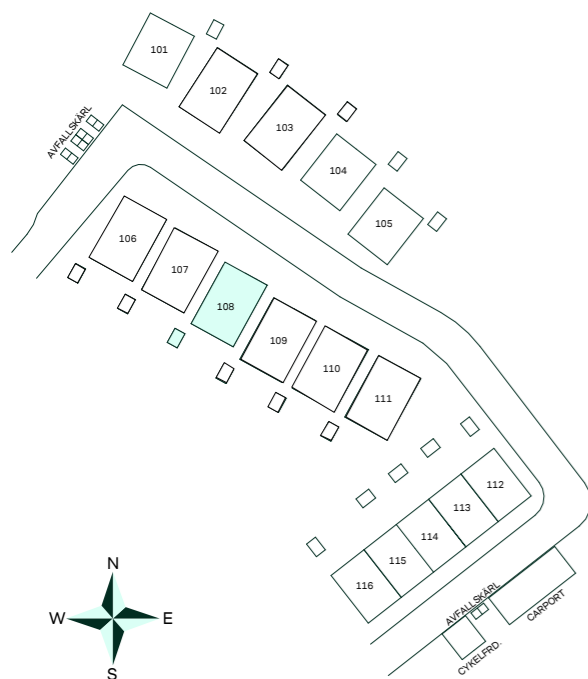 101
102
103
104
105
AVFALLSKÄRL
106
107
108
109
110
111
112
113
114
115
116
N
W
E
S
AVFALLSKÄRL
CARPORT
CYKELFRD.